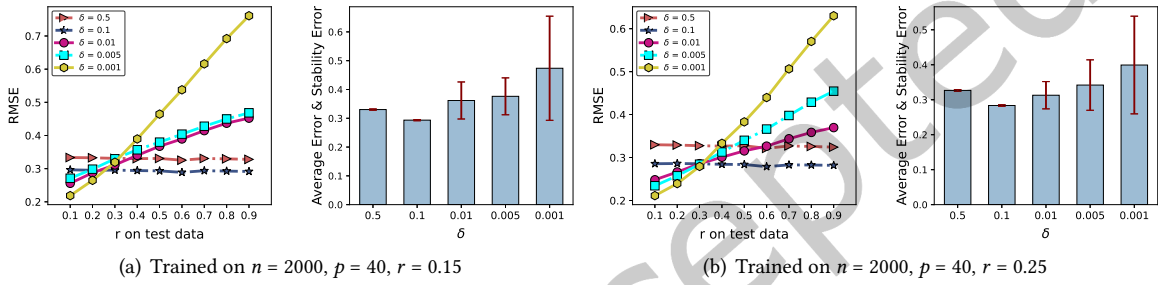 δ = 0.5
δ = 0.1
δ = 0.01
δ = 0.005
δ = 0.001
RMSE
0.7
0.6
0.5
0.4
0.3
0.2
0.1 0.2 0.3 0.4 0.5 0.6 0.7 0.8 0.9
r on test data
Average Error & Stability Error
0.6
0.5
0.4
0.3
0.2
0.1
0.0
0.5 0.1 0.01 0.005 0.001
δ
(a) Trained on n = 2000, p = 40, r = 0.15
δ = 0.5
δ = 0.1
δ = 0.01
δ = 0.005
δ = 0.001
RMSE
0.6
0.5
0.4
0.3
0.2
0.1 0.2 0.3 0.4 0.5 0.6 0.7 0.8 0.9
r on test data
Average Error & Stability Error
0.5
0.4
0.3
0.2
0.1
0.0
0.5 0.1 0.01 0.005 0.001
δ
(b) Trained on n = 2000, p = 40, r = 0.25